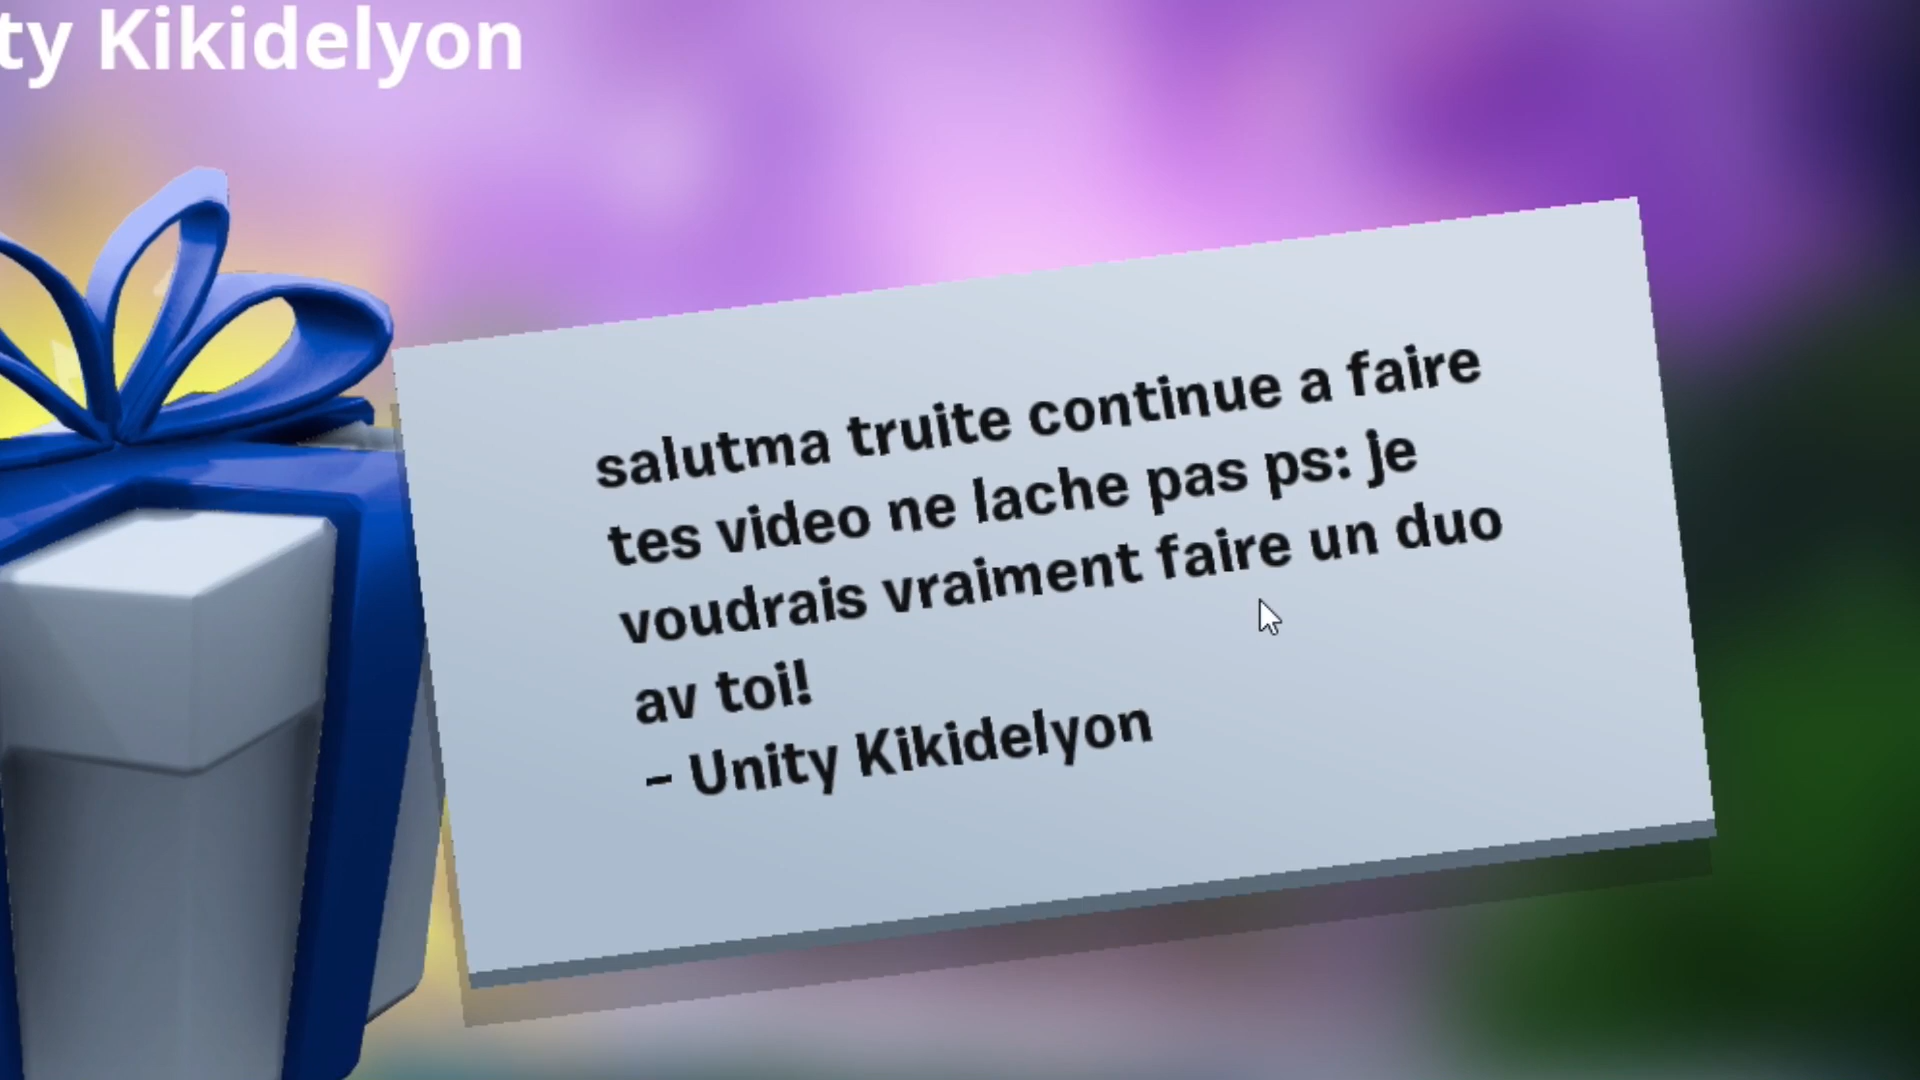 ty Kikidelyon
salutma truite continue a faire
tes video ne lache pas ps: je
voudrais vraiment faire un duo
av toi!
- Unity Kikidelyon